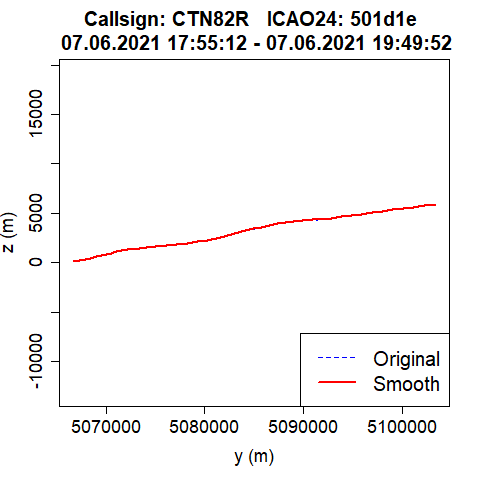 Callsign: CTN82R   ICAO24: 501d1e
07.06.2021 17:55:12 - 07.06.2021 19:49:52
z (m)
15000
5000
0
-10000
Original
Smooth
5070000 5080000 5090000 5100000
y (m)